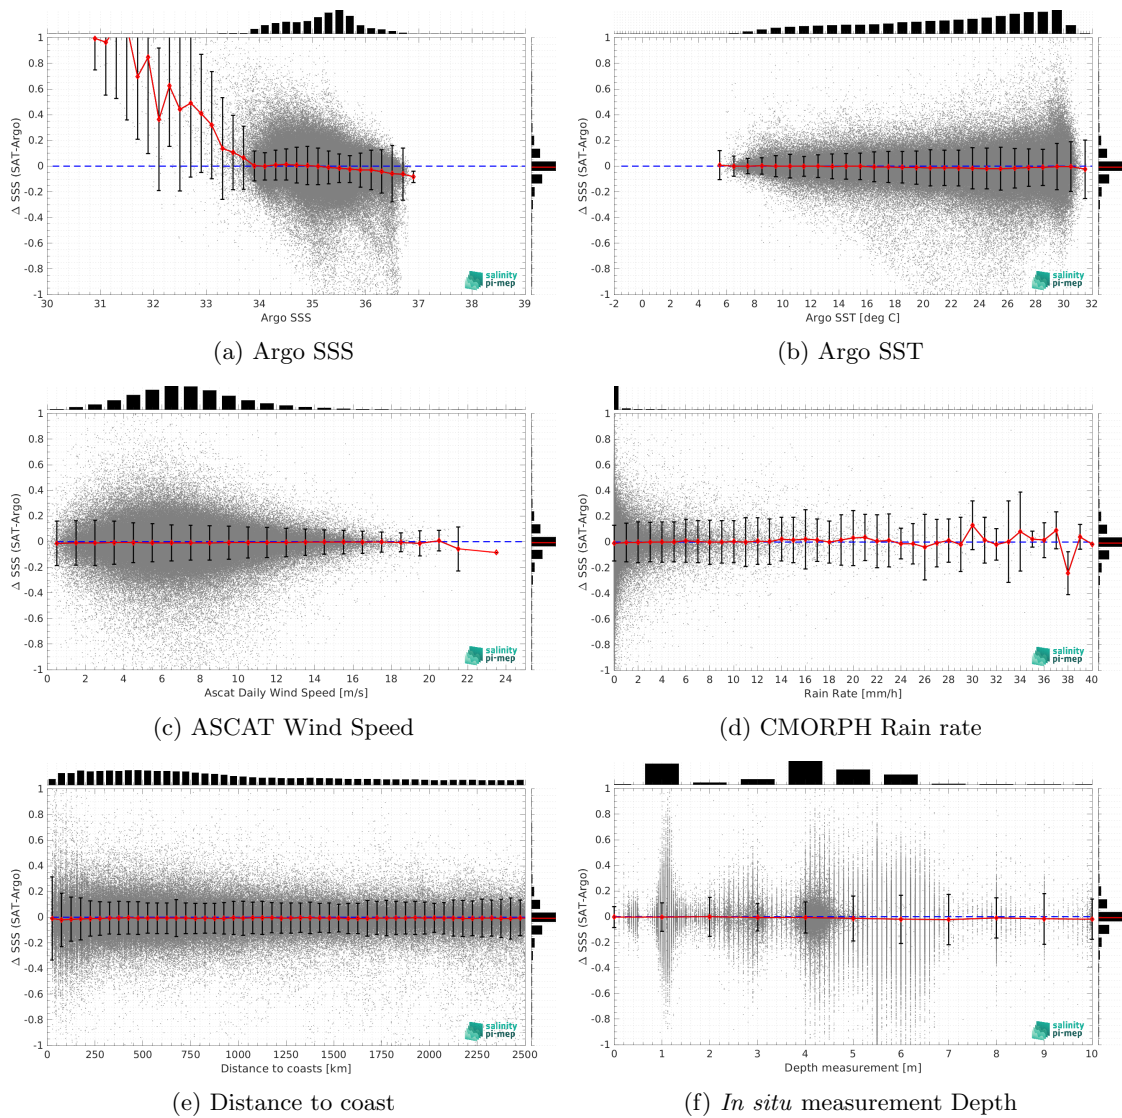 1
0.8
0.6
0.4
0.2
0
-0.2
-0.4
-0.6
-0.8
-1
Δ SSS (SAT-Argo)
30 31 32 33 34 35 36 37 38 39
Argo SSS
salinity
pi-mep
(a) Argo SSS
1
0.8
0.6
0.4
0.2
0
-0.2
-0.4
-0.6
-0.8
-1
Δ SSS (SAT-Argo)
-2 0 2 4 6 8 10 12 14 16 18 20 22 24 26 28 30 32
Argo SST [deg C]
salinity
pi-mep
(b) Argo SST
1
0.8
0.6
0.4
0.2
0
-0.2
-0.4
-0.6
-0.8
-1
Δ SSS (SAT-Argo)
0 2 4 6 8 10 12 14 16 18 20 22 24
Ascat Daily Wind Speed [m/s]
salinity
pi-mep
(c) ASCAT Wind Speed
1
0.8
0.6
0.4
0.2
0
-0.2
-0.4
-0.6
-0.8
-1
Δ SSS (SAT-Argo)
0 2 4 6 8 10 12 14 16 18 20 22 24 26 28 30 32 34 36 38 40
Rain Rate [mm/h]
salinity
pi-mep
(d) CMORPH Rain rate
1
0.8
0.6
0.4
0.2
0
-0.2
-0.4
-0.6
-0.8
-1
Δ SSS (SAT-Argo)
0 250 500 750 1000 1250 1500 1750 2000 2250 2500
Distance to coasts [km]
salinity
pi-mep
(e) Distance to coast
1
0.8
0.6
0.4
0.2
0
-0.2
-0.4
-0.6
-0.8
-1
Δ SSS (SAT-Argo)
0 1 2 3 4 5 6 7 8 9 10
Depth measurement [m]
salinity
pi-mep
(f) In situ measurement Depth